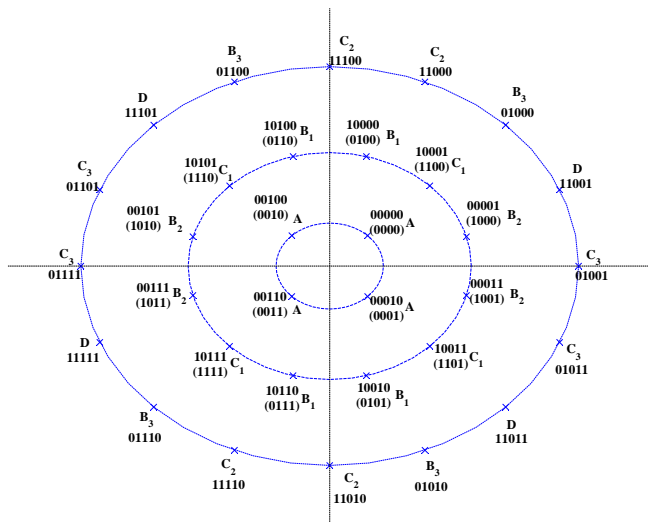 C2
11100
B3
01100
C2
11000
D
11101
B3
01000
10100 B1
(0110)
10000 B1
(0100)
10101
(1110) C1
10001
(1100) C1
C3
01101
D
11001
00101 B2
(1010)
00100
(0010) A
00000
(0000) A
00001 B2
(1000)
C3
01111
C3
01001
00111 B2
(1011)
00110
(0011) A
00010
(0001) A
00011
(1001) B2
D
11111
10111 C1
(1111)
10011
(1101) C1
C3
01011
10110 B1
(0111)
10010 B1
(0101)
B3
01110
D
11011
C2
11110
C2
11010
B3
01010